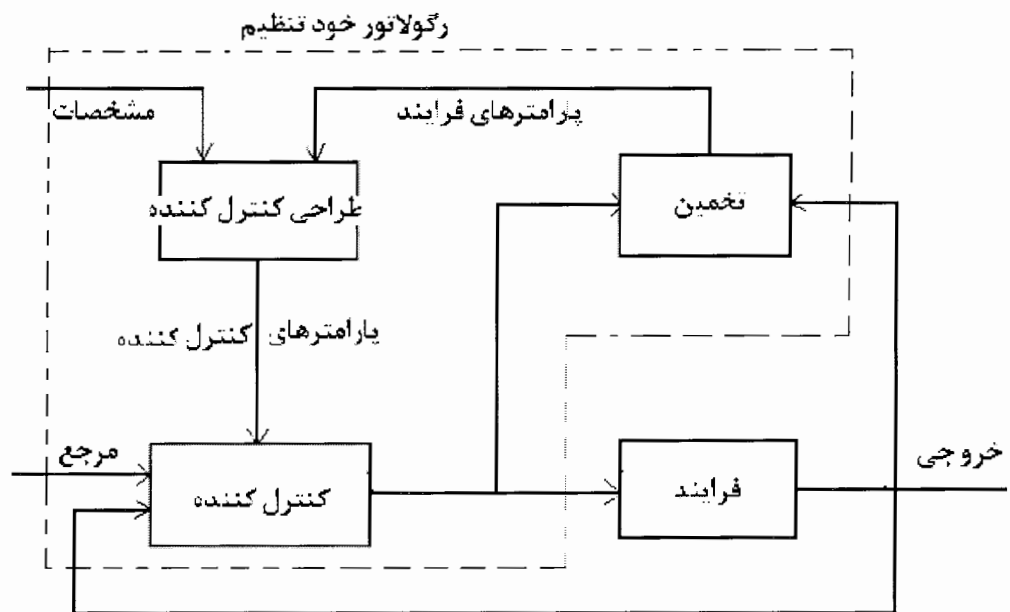 رگولاتور خود تنظیم
مشخصات
پارامترهای فرایند
طراحی کنترل کننده
تخمین
پارامترهای کنترل کننده
مرجع
کنترل کننده
فرایند
خروجی